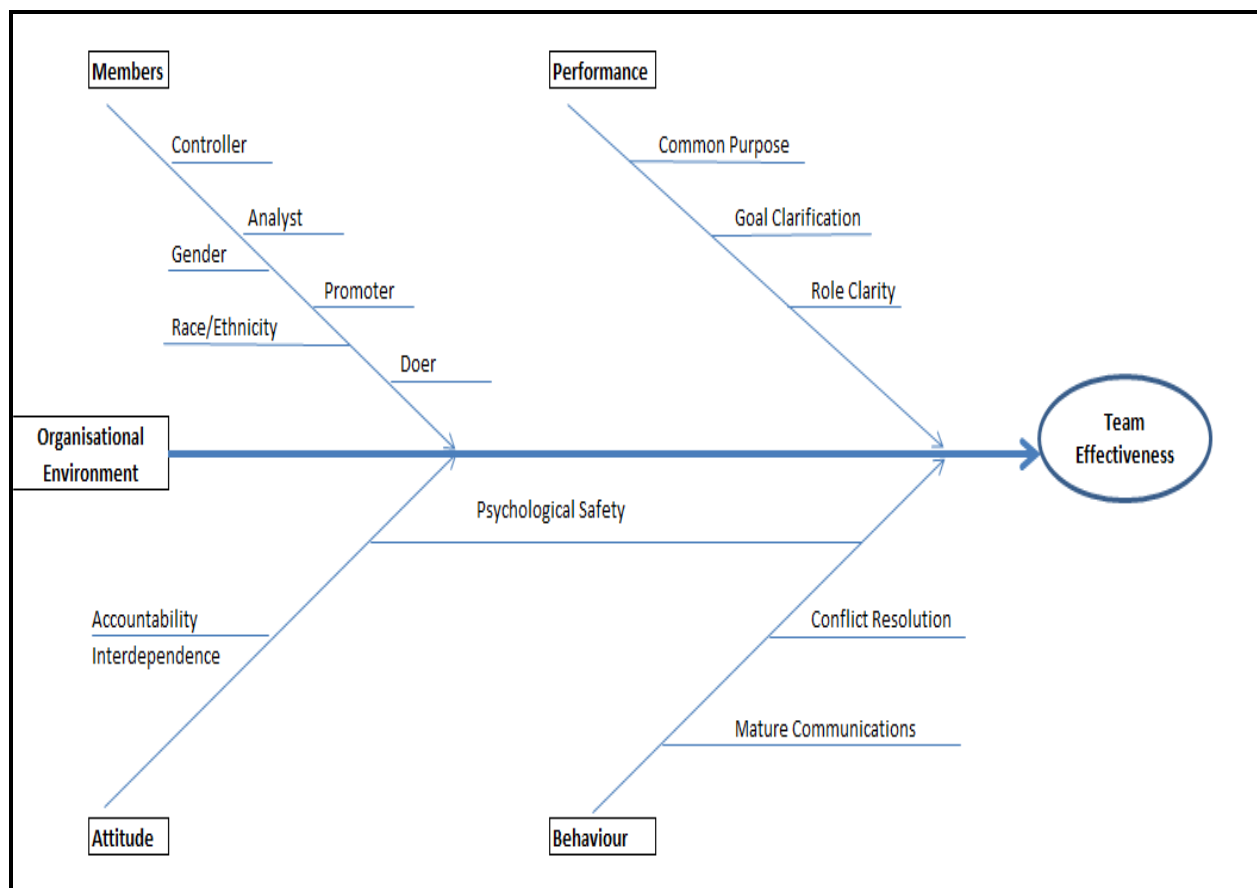 Members
Performance
Controller
Common Purpose
Analyst
Goal Clarification
Gender
Promoter
Role Clarity
Race/Ethnicity
Doer
Organisational
Environment
Team
Effectiveness
Psychological Safety
Accountability
Interdependence
Conflict Resolution
Mature Communications
Attitude
Behaviour